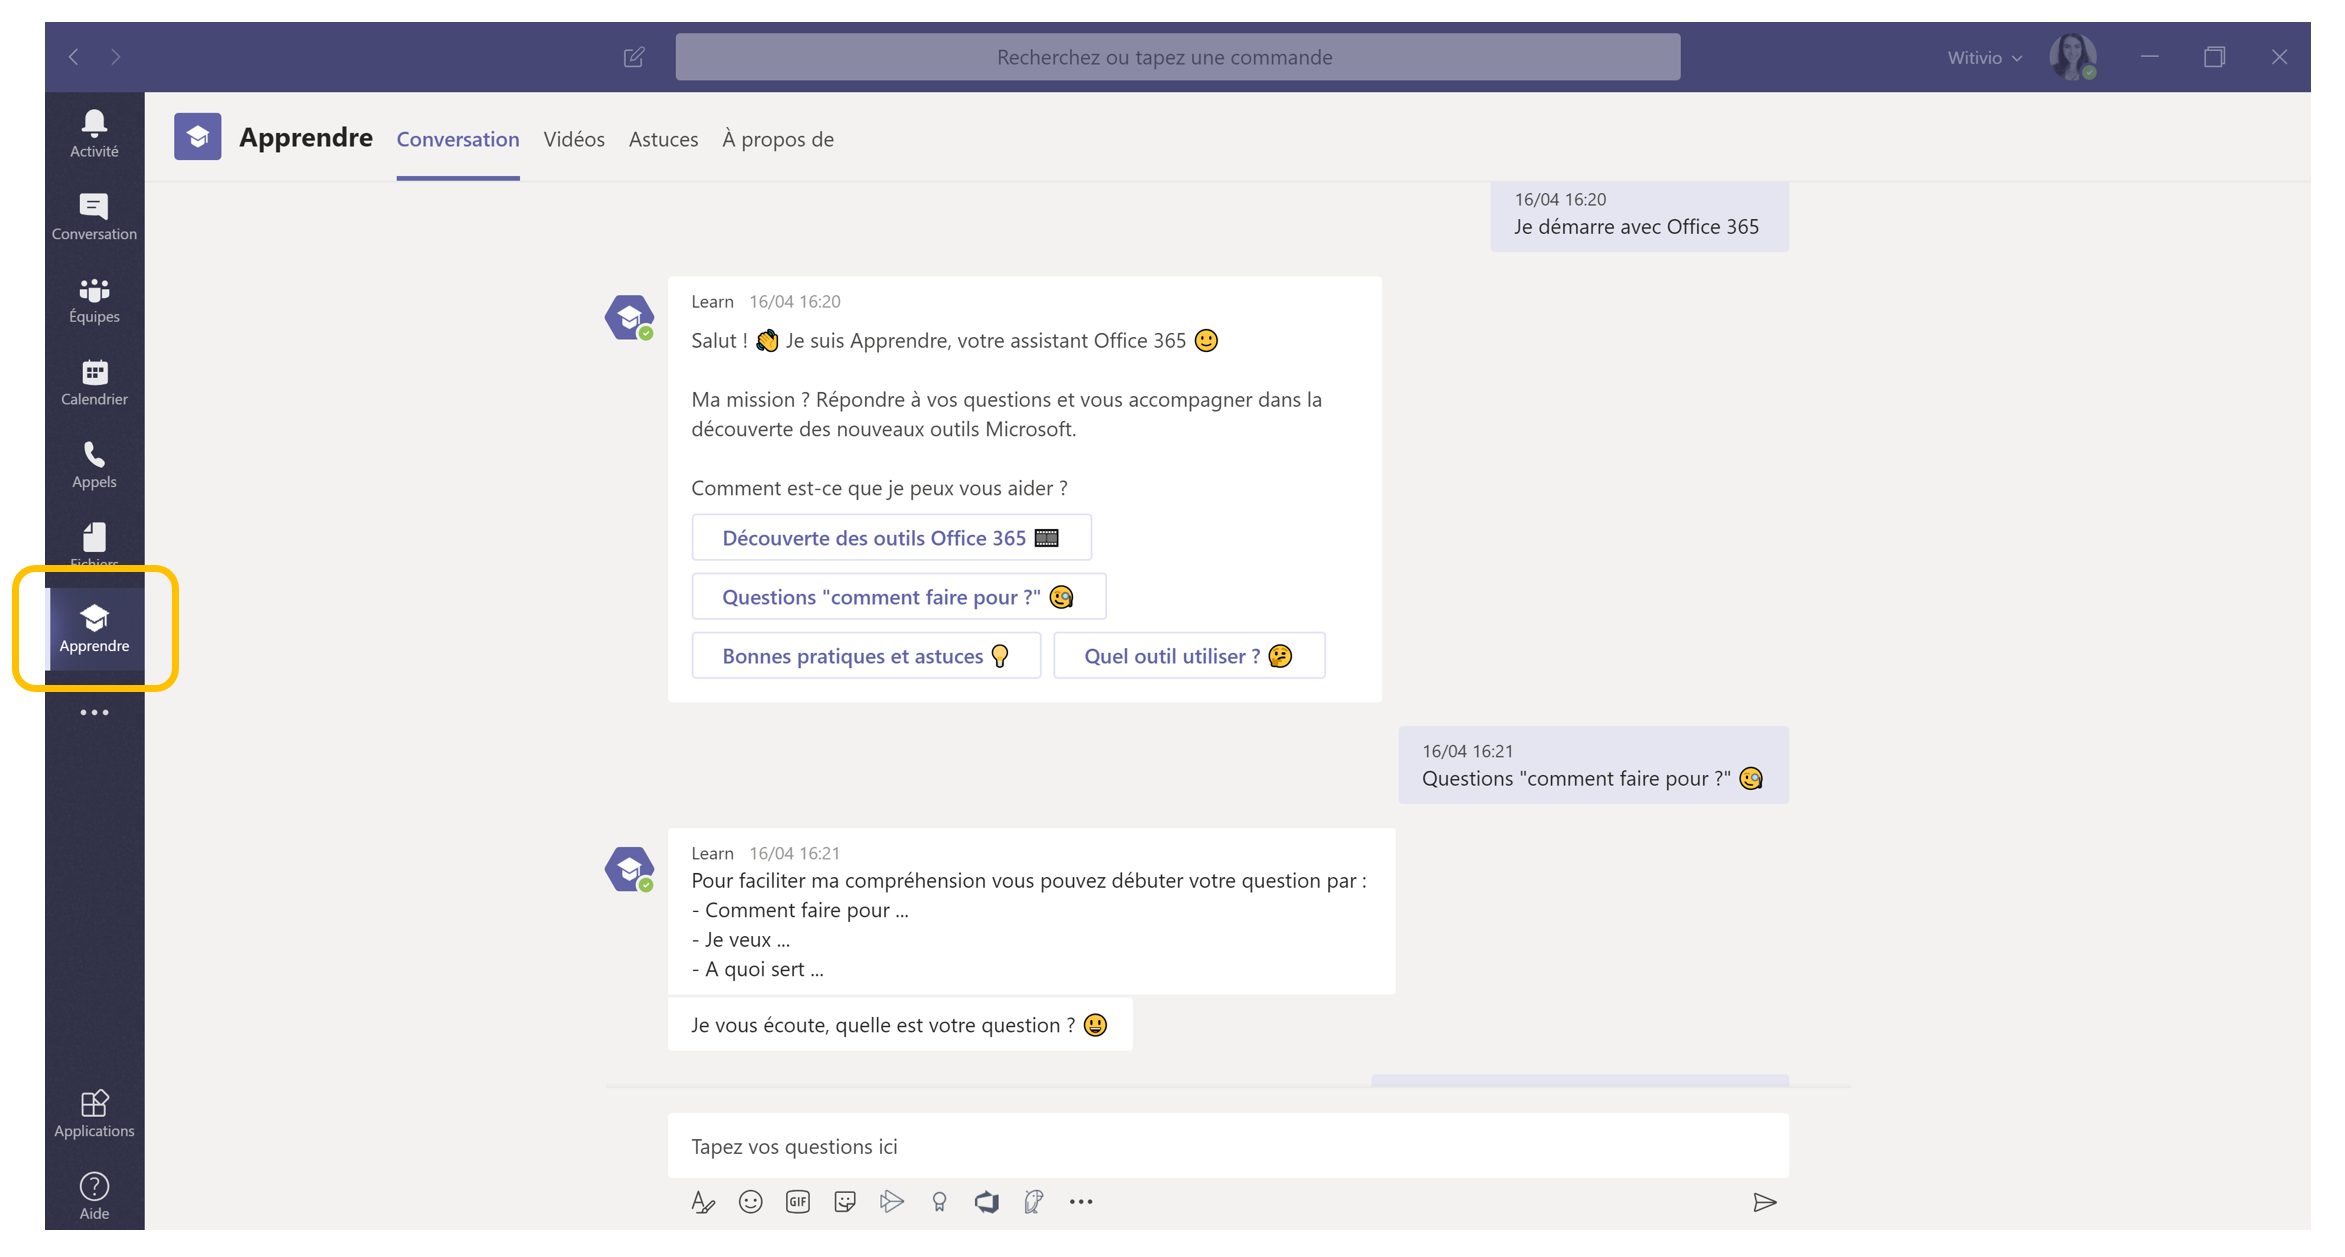 Recherchez ou tapez une commande
Witivio
Activité
Conversation
Équipes
Calendrier
Appels
Fichiers
Apprendre
Applications
Aide
Apprendre Conversation Vidéos Astuces À propos de
16/04 16:20
Je démarre avec Office 365
Learn 16/04 16:20
Salut ! 👏 Je suis Apprendre, votre assistant Office 365 🙂
Ma mission ? Répondre à vos questions et vous accompagner dans la
découverte des nouveaux outils Microsoft.
Comment est-ce que je peux vous aider ?
Découverte des outils Office 365 🎞️
Questions "comment faire pour ?" 🧐
Bonnes pratiques et astuces 💡
Quel outil utiliser ? 🤔
16/04 16:21
Questions "comment faire pour ?" 🧐
Learn 16/04 16:21
Pour faciliter ma compréhension vous pouvez débuter votre question par :
- Comment faire pour ...
- Je veux ...
- A quoi sert ...
Je vous écoute, quelle est votre question ? 😃
Tapez vos questions ici
GIF